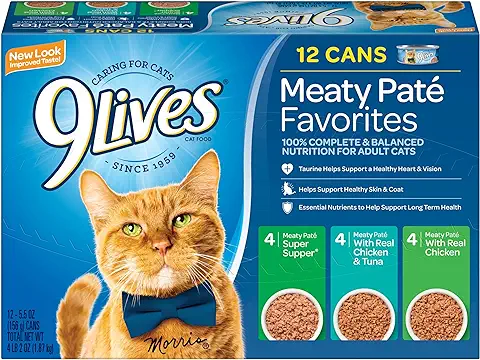 New Look
Improved Taste!
CARING FOR CATS
9Lives®
CAT FOOD
SINCE 1959
12 CANS
Meaty Paté
Favorites
100% COMPLETE & BALANCED
NUTRITION FOR ADULT CATS
Taurine Helps Support a Healthy Heart & Vision
Helps Support Healthy Skin & Coat
Essential Nutrients to Help Support Long Term Health
4 Meaty Paté
Super
Supper®
4 Meaty Paté
With Real
Chicken
& Tuna
4 Meaty Paté
With Real
Chicken
12 - 5.5 OZ
(156 g) CANS
TOTAL NET WT
4 LB 2 OZ (1.87kg)
Morris